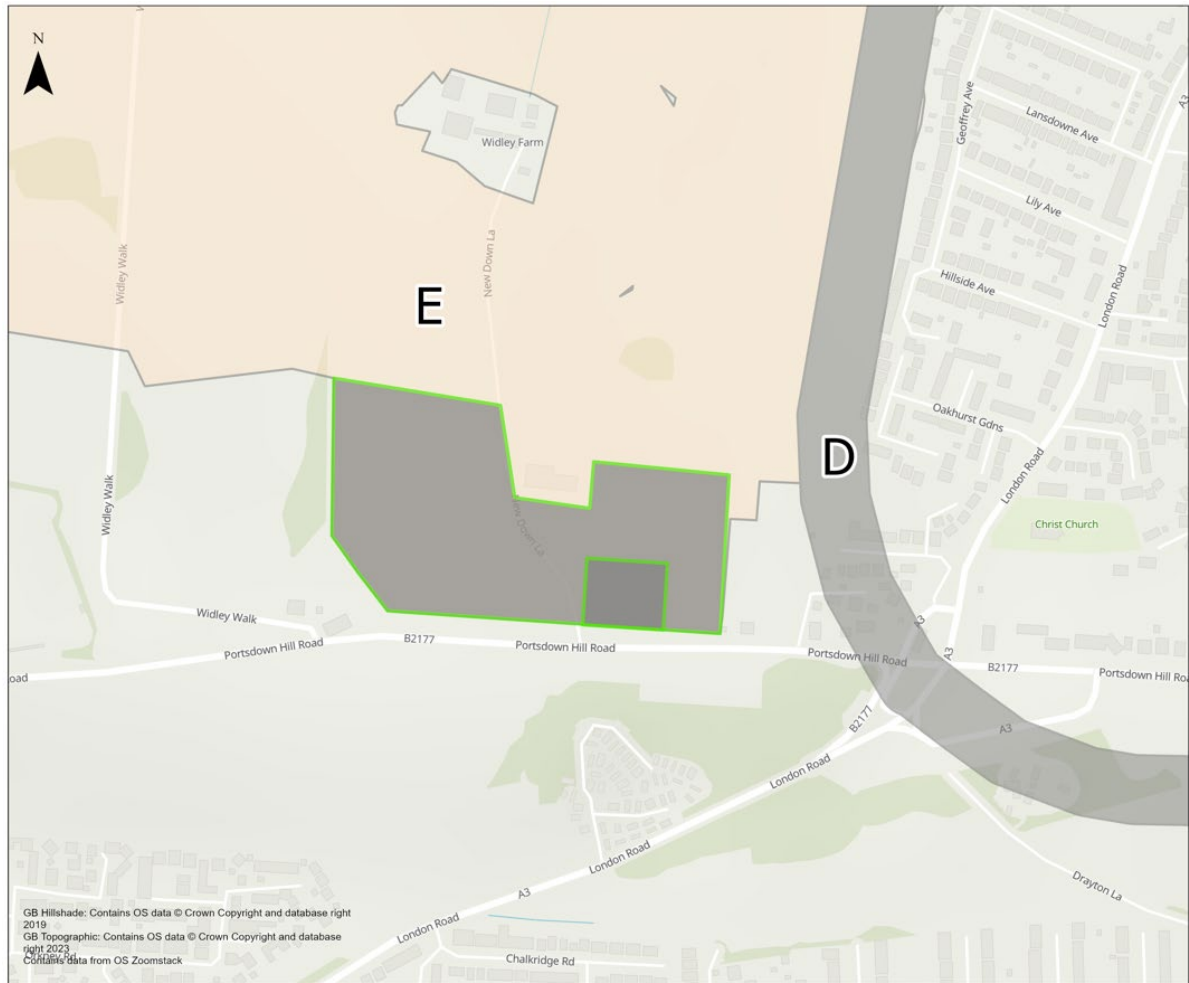 N
Widley Farm
Geoffrey Ave
Lansdowne Ave
A3
Lily Ave
Widley Walk
New Down La
E
Hillside Ave
London Road
Oakhurst Gdns
D
London Road
Widley Walk
Down La
Christ Church
Widley Walk
Portsdown Hill Road
B2177
Portsdown Hill Road
Portsdown Hill Road
A3
A3
B2177
Portsdown Hill Roa
oad
B2177
A3
London Road
London Road
A3
London Road
Drayton La
Chalkridge Rd
GB Hillshade: Contains OS data © Crown Copyright and database right
2019
GB Topographic: Contains OS data © Crown Copyright and database
right 2023
Contains data from OS Zoomstack
Orkney Rd